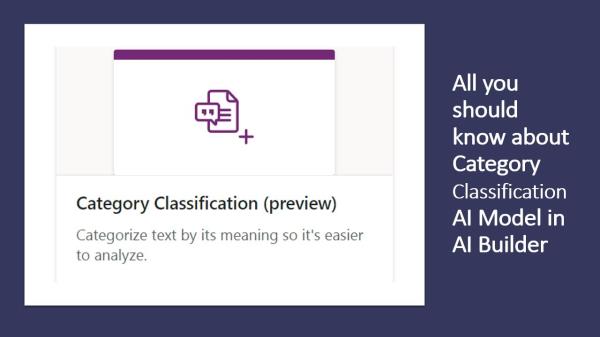 Category Classification (preview)
Categorize text by its meaning so it's easier
to analyze.
All you
should
know about
Category
Classification
AI Model in
AI Builder